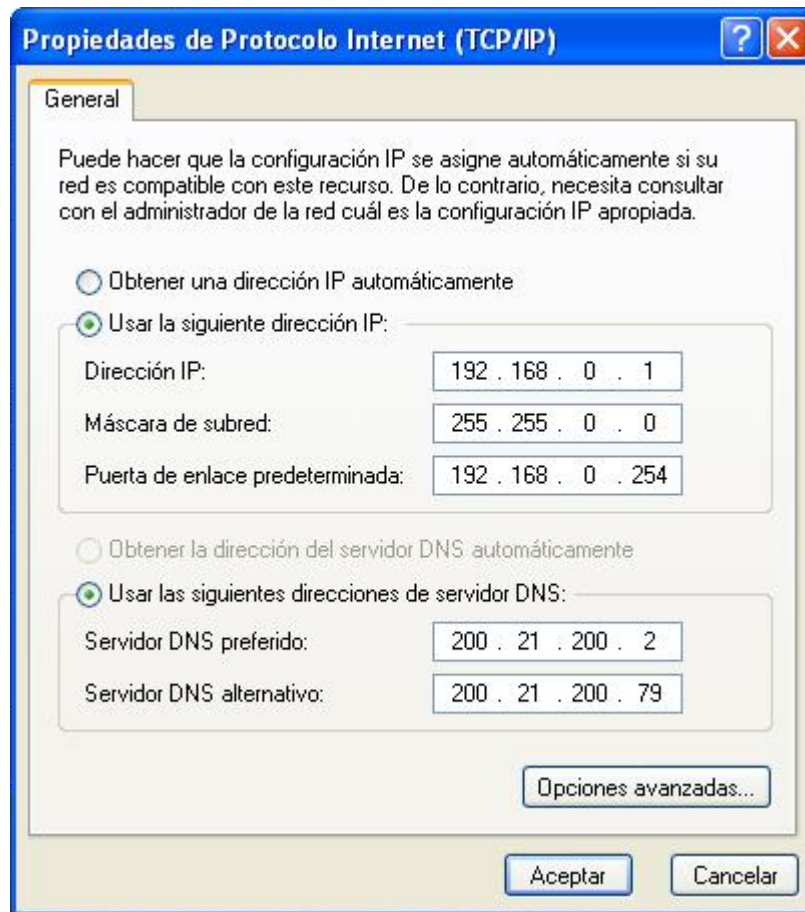 Propiedades de Protocolo Internet (TCP/IP)
General
Puede hacer que la configuración IP se asigne automáticamente si su
red es compatible con este recurso. De lo contrario, necesita consultar
con el administrador de la red cuál es la configuración IP apropiada.
Obtener una dirección IP automáticamente
Usar la siguiente dirección IP:
Dirección IP: 192 . 168 . 0 . 1
Máscara de subred: 255 . 255 . 0 . 0
Puerta de enlace predeterminada: 192 . 168 . 0 . 254
Obtener la dirección del servidor DNS automáticamente
Usar las siguientes direcciones de servidor DNS:
Servidor DNS preferido: 200 . 21 . 200 . 2
Servidor DNS alternativo: 200 . 21 . 200 . 79
Opciones avanzadas...
Aceptar Cancelar